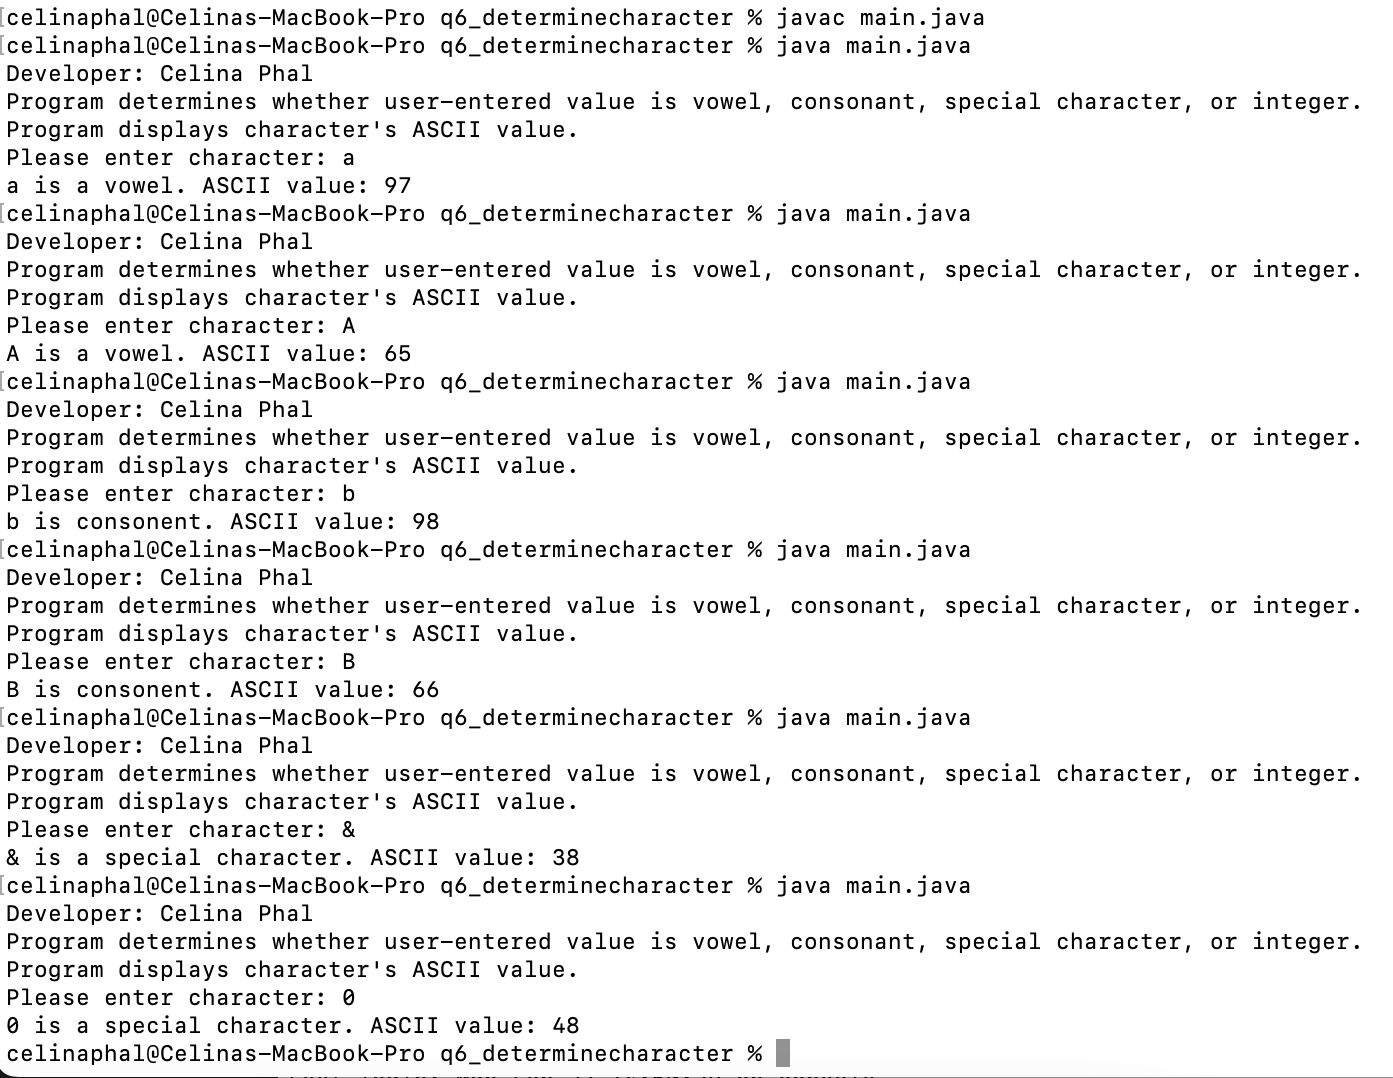 [celinaphal@Celinas-MacBook-Pro q6_determinecharacter % javac main.java
[celinaphal@Celinas-MacBook-Pro q6_determinecharacter % java main.java
Developer: Celina Phal
Program determines whether user-entered value is vowel, consonant, special character, or integer.
Program displays character's ASCII value.
Please enter character: a
a is a vowel. ASCII value: 97
[celinaphal@Celinas-MacBook-Pro q6_determinecharacter % java main.java
Developer: Celina Phal
Program determines whether user-entered value is vowel, consonant, special character, or integer.
Program displays character's ASCII value.
Please enter character: A
A is a vowel. ASCII value: 65
[celinaphal@Celinas-MacBook-Pro q6_determinecharacter % java main.java
Developer: Celina Phal
Program determines whether user-entered value is vowel, consonant, special character, or integer.
Program displays character's ASCII value.
Please enter character: b
b is consonent. ASCII value: 98
[celinaphal@Celinas-MacBook-Pro q6_determinecharacter % java main.java
Developer: Celina Phal
Program determines whether user-entered value is vowel, consonant, special character, or integer.
Program displays character's ASCII value.
Please enter character: B
B is consonent. ASCII value: 66
[celinaphal@Celinas-MacBook-Pro q6_determinecharacter % java main.java
Developer: Celina Phal
Program determines whether user-entered value is vowel, consonant, special character, or integer.
Program displays character's ASCII value.
Please enter character: &
& is a special character. ASCII value: 38
[celinaphal@Celinas-MacBook-Pro q6_determinecharacter % java main.java
Developer: Celina Phal
Program determines whether user-entered value is vowel, consonant, special character, or integer.
Program displays character's ASCII value.
Please enter character: 0
0 is a special character. ASCII value: 48
celinaphal@Celinas-MacBook-Pro q6_determinecharacter %